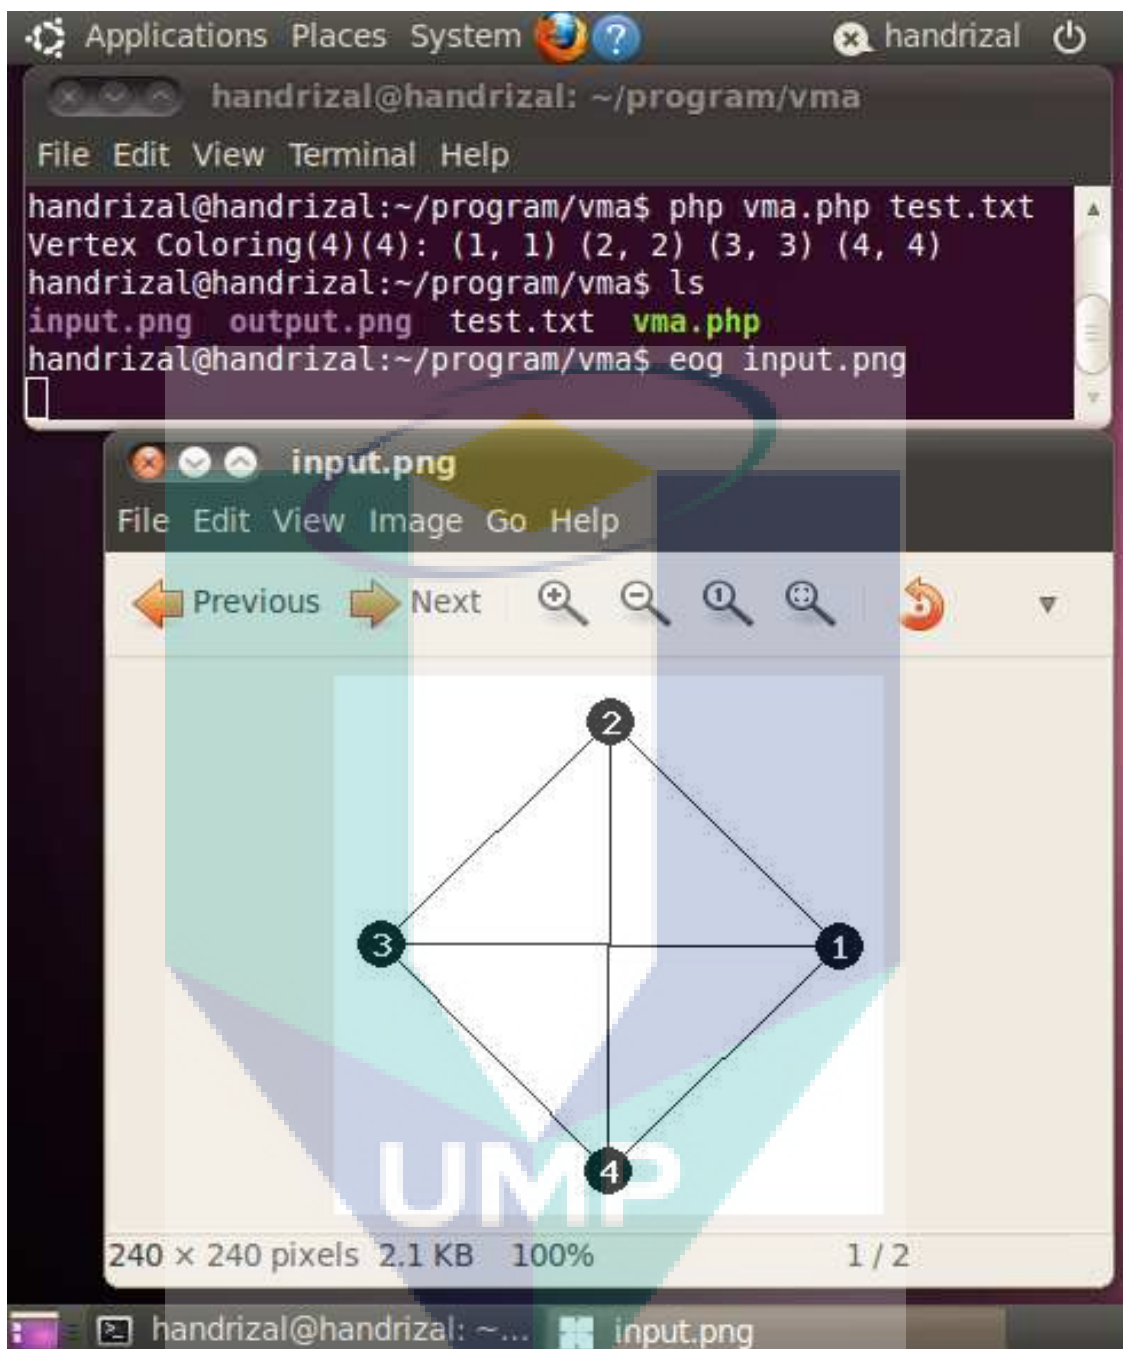 Applications Places System ? handrizal
handrizal@handrizal: ~/program/vma
File Edit View Terminal Help
handrizal@handrizal:~/program/vma$ php vma.php test.txt
Vertex Coloring(4)(4): (1, 1) (2, 2) (3, 3) (4, 4)
handrizal@handrizal:~/program/vma$ ls
input.png output.png test.txt vma.php
handrizal@handrizal:~/program/vma$ eog input.png
input.png
File Edit View Image Go Help
Previous Next 1
2
3 1
4
UMP
240 × 240 pixels 2.1 KB 100% 1 / 2
handrizal@handrizal: ~... input.png